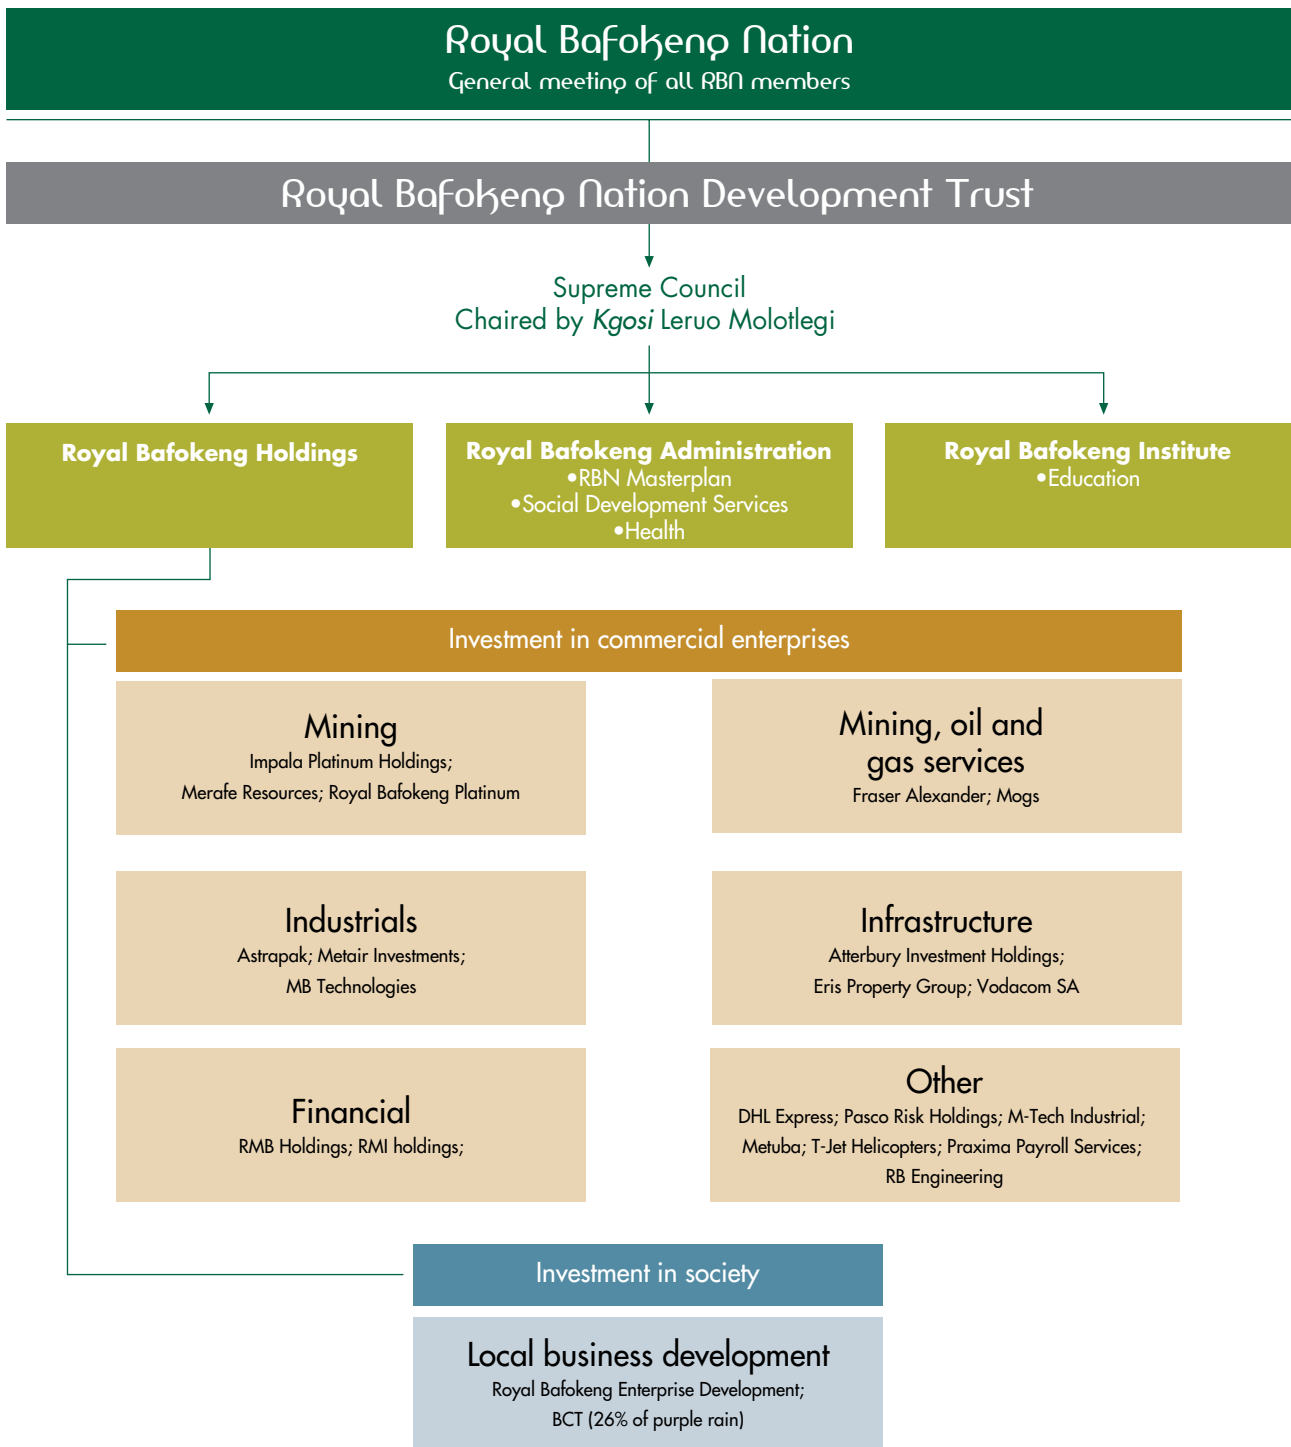 Royal Bafokeng Nation
General meeting of all RBN members
Royal Bafokeng Nation Development Trust
Supreme Council
Chaired by Kgosi Leruo Molotlegi
Royal Bafokeng Holdings
Royal Bafokeng Administration
•RBN Masterplan
•Social Development Services
•Health
Royal Bafokeng Institute
•Education
Investment in commercial enterprises
Mining
Impala Platinum Holdings;
Merafe Resources; Royal Bafokeng Platinum
Mining, oil and
gas services
Fraser Alexander; Mogs
Industrials
Astrapak; Metair Investments;
MB Technologies
Infrastructure
Atterbury Investment Holdings;
Eris Property Group; Vodacom SA
Financial
RMB Holdings; RMI holdings;
Other
DHL Express; Pasco Risk Holdings; M-Tech Industrial;
Metuba; T-Jet Helicopters; Praxima Payroll Services;
RB Engineering
Investment in society
Local business development
Royal Bafokeng Enterprise Development;
BCT (26% of purple rain)